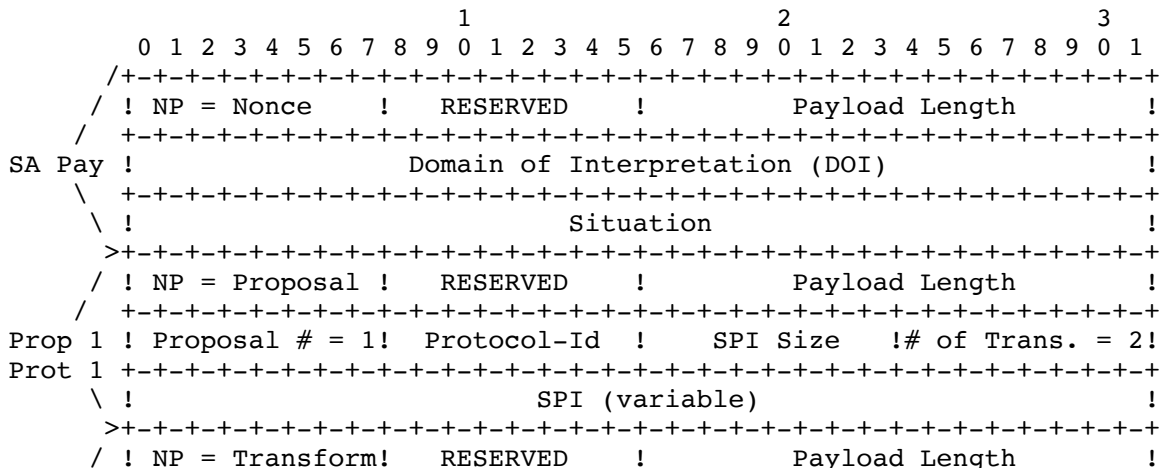 1                   2                   3
         0 1 2 3 4 5 6 7 8 9 0 1 2 3 4 5 6 7 8 9 0 1 2 3 4 5 6 7 8 9 0 1
       /+-+-+-+-+-+-+-+-+-+-+-+-+-+-+-+-+-+-+-+-+-+-+-+-+-+-+-+-+-+-+-+-+
      / ! NP = Nonce    !   RESERVED    !         Payload Length        !
     /  +-+-+-+-+-+-+-+-+-+-+-+-+-+-+-+-+-+-+-+-+-+-+-+-+-+-+-+-+-+-+-+-+
SA Pay !                 Domain of Interpretation (DOI)                !
     \  +-+-+-+-+-+-+-+-+-+-+-+-+-+-+-+-+-+-+-+-+-+-+-+-+-+-+-+-+-+-+-+-+
      \ !                           Situation                           !
       >+-+-+-+-+-+-+-+-+-+-+-+-+-+-+-+-+-+-+-+-+-+-+-+-+-+-+-+-+-+-+-+-+
      / ! NP = Proposal !   RESERVED    !         Payload Length        !
     /  +-+-+-+-+-+-+-+-+-+-+-+-+-+-+-+-+-+-+-+-+-+-+-+-+-+-+-+-+-+-+-+-+
Prop 1 ! Proposal # = 1!  Protocol-Id  !    SPI Size   !# of Trans. = 2!
Prot 1 +-+-+-+-+-+-+-+-+-+-+-+-+-+-+-+-+-+-+-+-+-+-+-+-+-+-+-+-+-+-+-+-+
      \ !                         SPI (variable)                        !
       >+-+-+-+-+-+-+-+-+-+-+-+-+-+-+-+-+-+-+-+-+-+-+-+-+-+-+-+-+-+-+-+-+
      / ! NP = Transform!   RESERVED    !         Payload Length        !